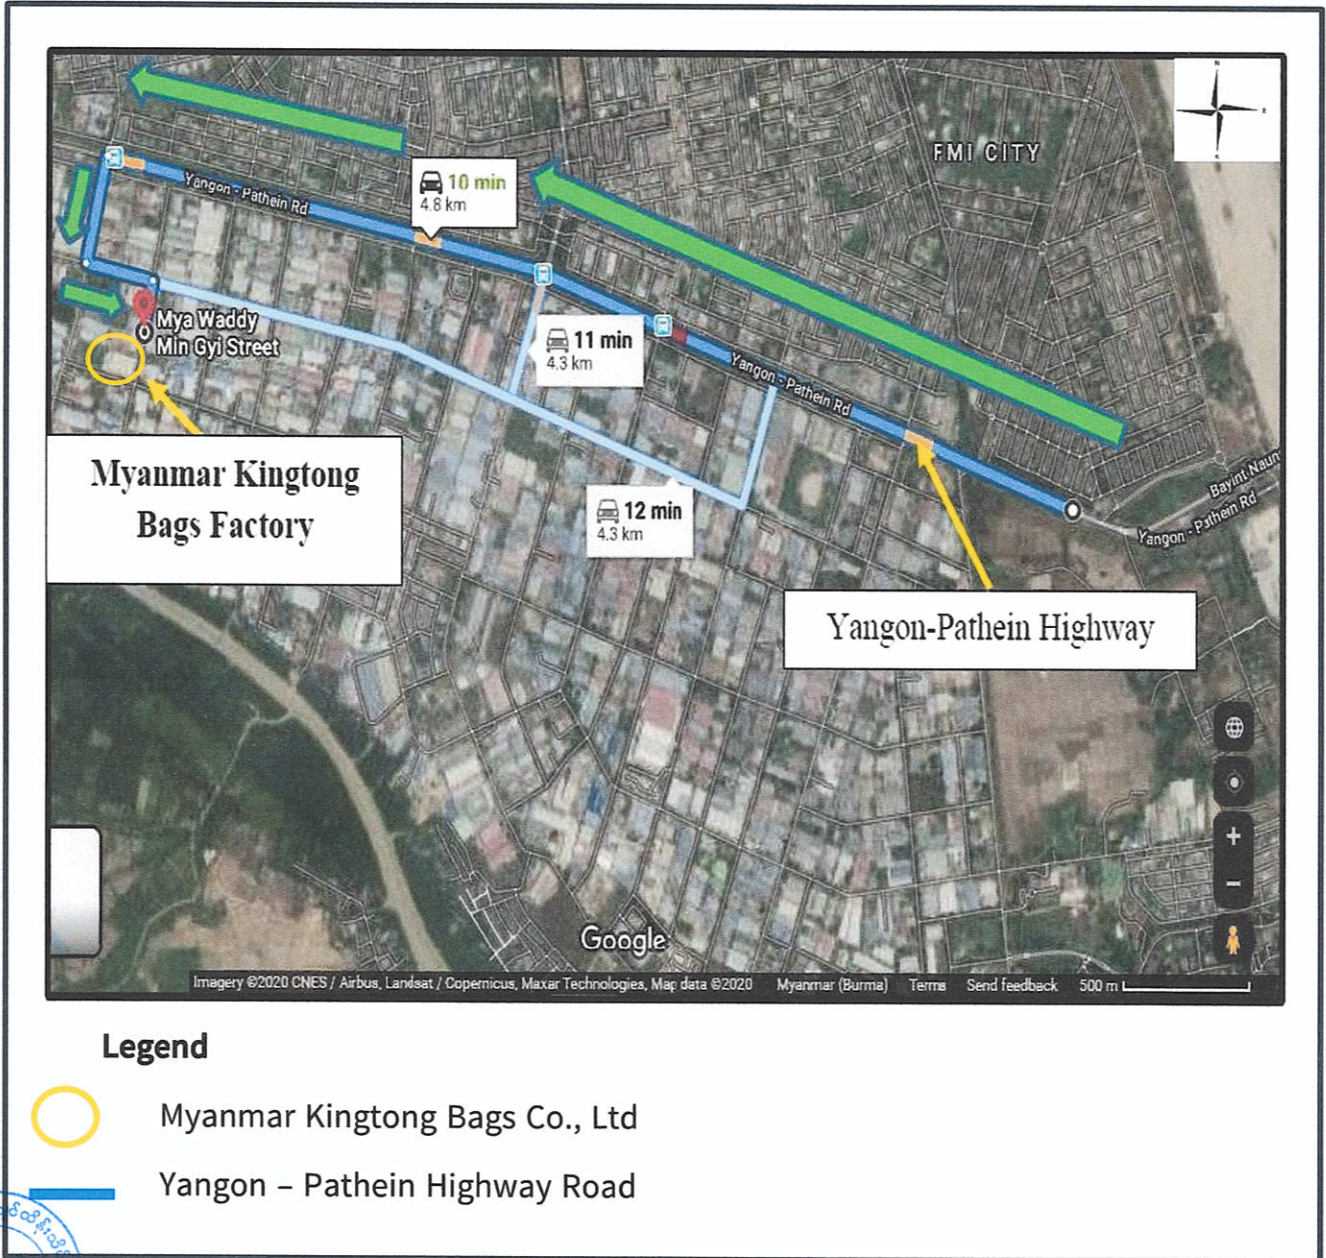 N
E
FMI CITY
10 min
4.8 km
Yangon - Pathein Rd
11 min
4.3 km
Mya Waddy
Min Gyi Street
Yangon - Pathein Rd
Myanmar Kingtong
Bags Factory
12 min
4.3 km
Bayint Naun
Yangon - Pathein Rd
Yangon-Pathein Highway
Google
Imagery ©2020 CNES / Airbus, Landsat / Copernicus, Maxar Technologies, Map data ©2020 Myanmar (Burma) Terms Send feedback 500 m
Legend
Myanmar Kingtong Bags Co., Ltd
Yangon – Pathein Highway Road